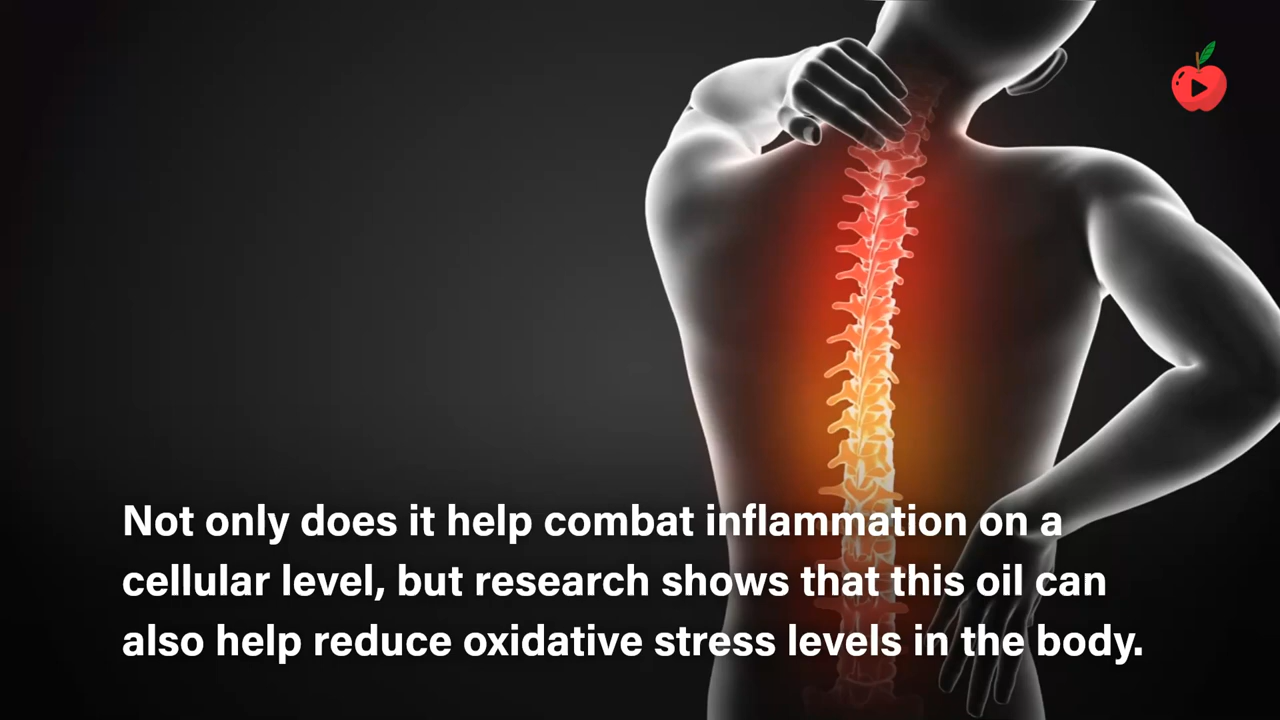 Not only does it help combat inflammation on a
cellular level, but research shows that this oil can
also help reduce oxidative stress levels in the body.